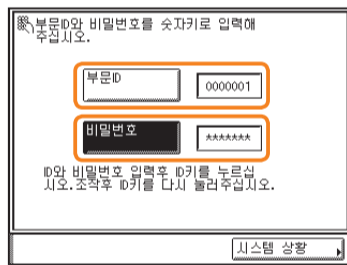 부문ID와 비밀번호를 숫자키로 입력해
주십시오.
부문ID
0000001
비밀번호
*******
ID와 비밀번호 입력후 ID키를 누르십
시오.조작후 ID키를 다시 눌러주십시오.
시스템 상황